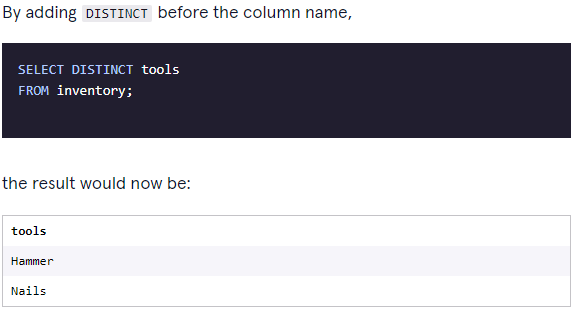 By adding DISTINCT before the column name,
SELECT DISTINCT tools
FROM inventory;
the result would now be:
tools
Hammer
Nails